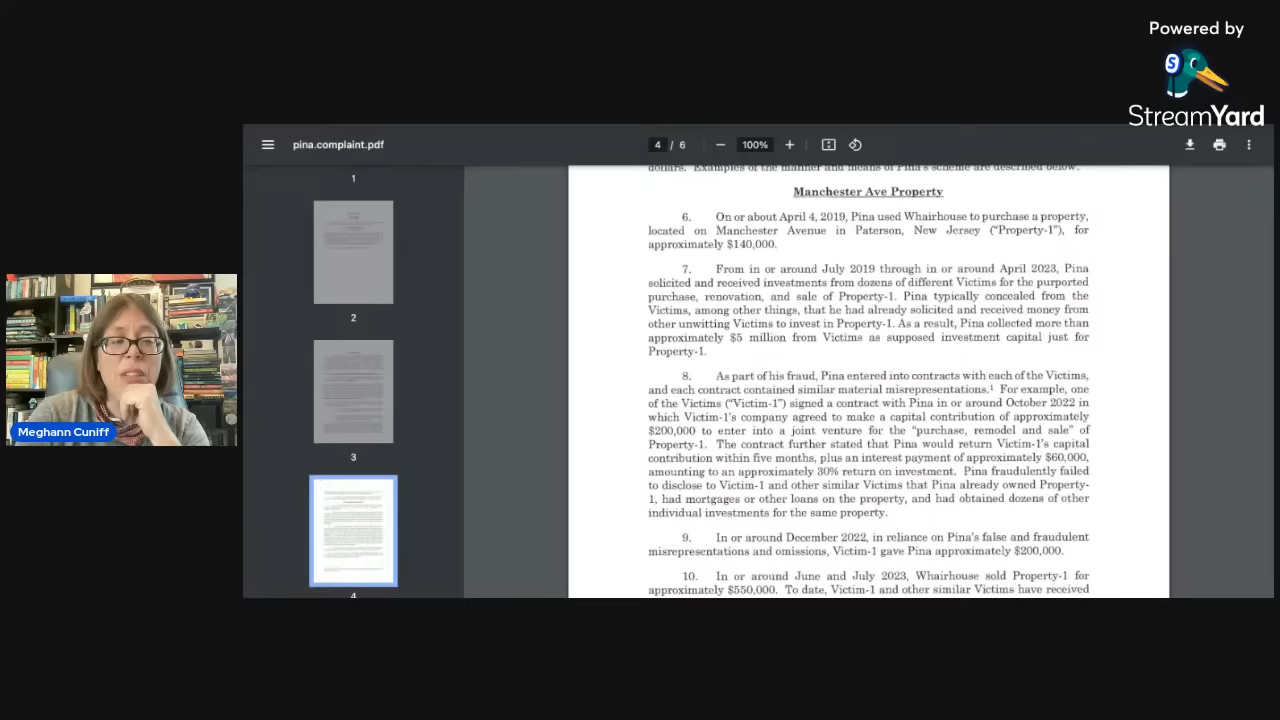 Powered by
StreamYard
pina.complaint.pdf
4 / 6
100%
1
2
3
4
dollars. Examples of the manner and means of Pina's scheme are described below.
Manchester Ave Property
6. On or about April 4, 2019, Pina used Whairhouse to purchase a property,
located on Manchester Avenue in Paterson, New Jersey (“Property-1”), for
approximately $140,000.
7. From in or around July 2019 through in or around April 2023, Pina
solicited and received investments from dozens of different Victims for the purported
purchase, renovation, and sale of Property-1. Pina typically concealed from the
Victims, among other things, that he had already solicited and received money from
other unwitting Victims to invest in Property-1. As a result, Pina collected more than
approximately $5 million from Victims as supposed investment capital just for
Property-1.
8. As part of his fraud, Pina entered into contracts with each of the Victims,
and each contract contained similar material misrepresentations.¹ For example, one
of the Victims (“Victim-1”) signed a contract with Pina in or around October 2022 in
which Victim-1's company agreed to make a capital contribution of approximately
$200,000 to enter into a joint venture for the “purchase, remodel and sale” of
Property-1. The contract further stated that Pina would return Victim-1's capital
contribution within five months, plus an interest payment of approximately $60,000,
amounting to an approximately 30% return on investment. Pina fraudulently failed
to disclose to Victim-1 and other similar Victims that Pina already owned Property-
1, had mortgages or other loans on the property, and had obtained dozens of other
individual investments for the same property.
9. In or around December 2022, in reliance on Pina's false and fraudulent
misrepresentations and omissions, Victim-1 gave Pina approximately $200,000.
10. In or around June and July 2023, Whairhouse sold Property-1 for
approximately $550,000. To date, Victim-1 and other similar Victims have received
Meghann Cuniff